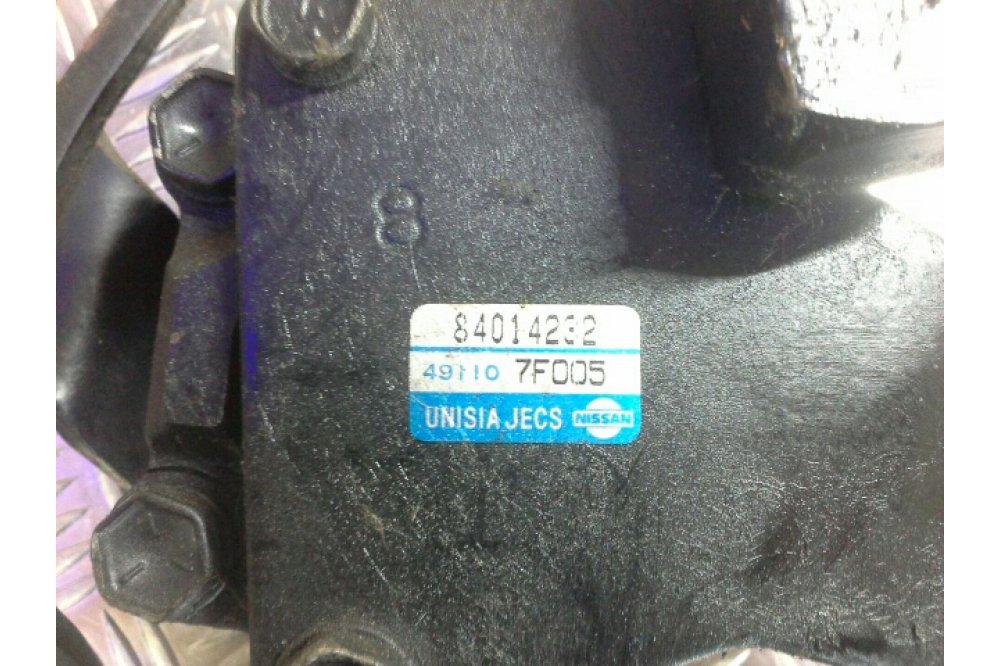 8
84014232
49110 7F005
UNISIA JECS NISSAN